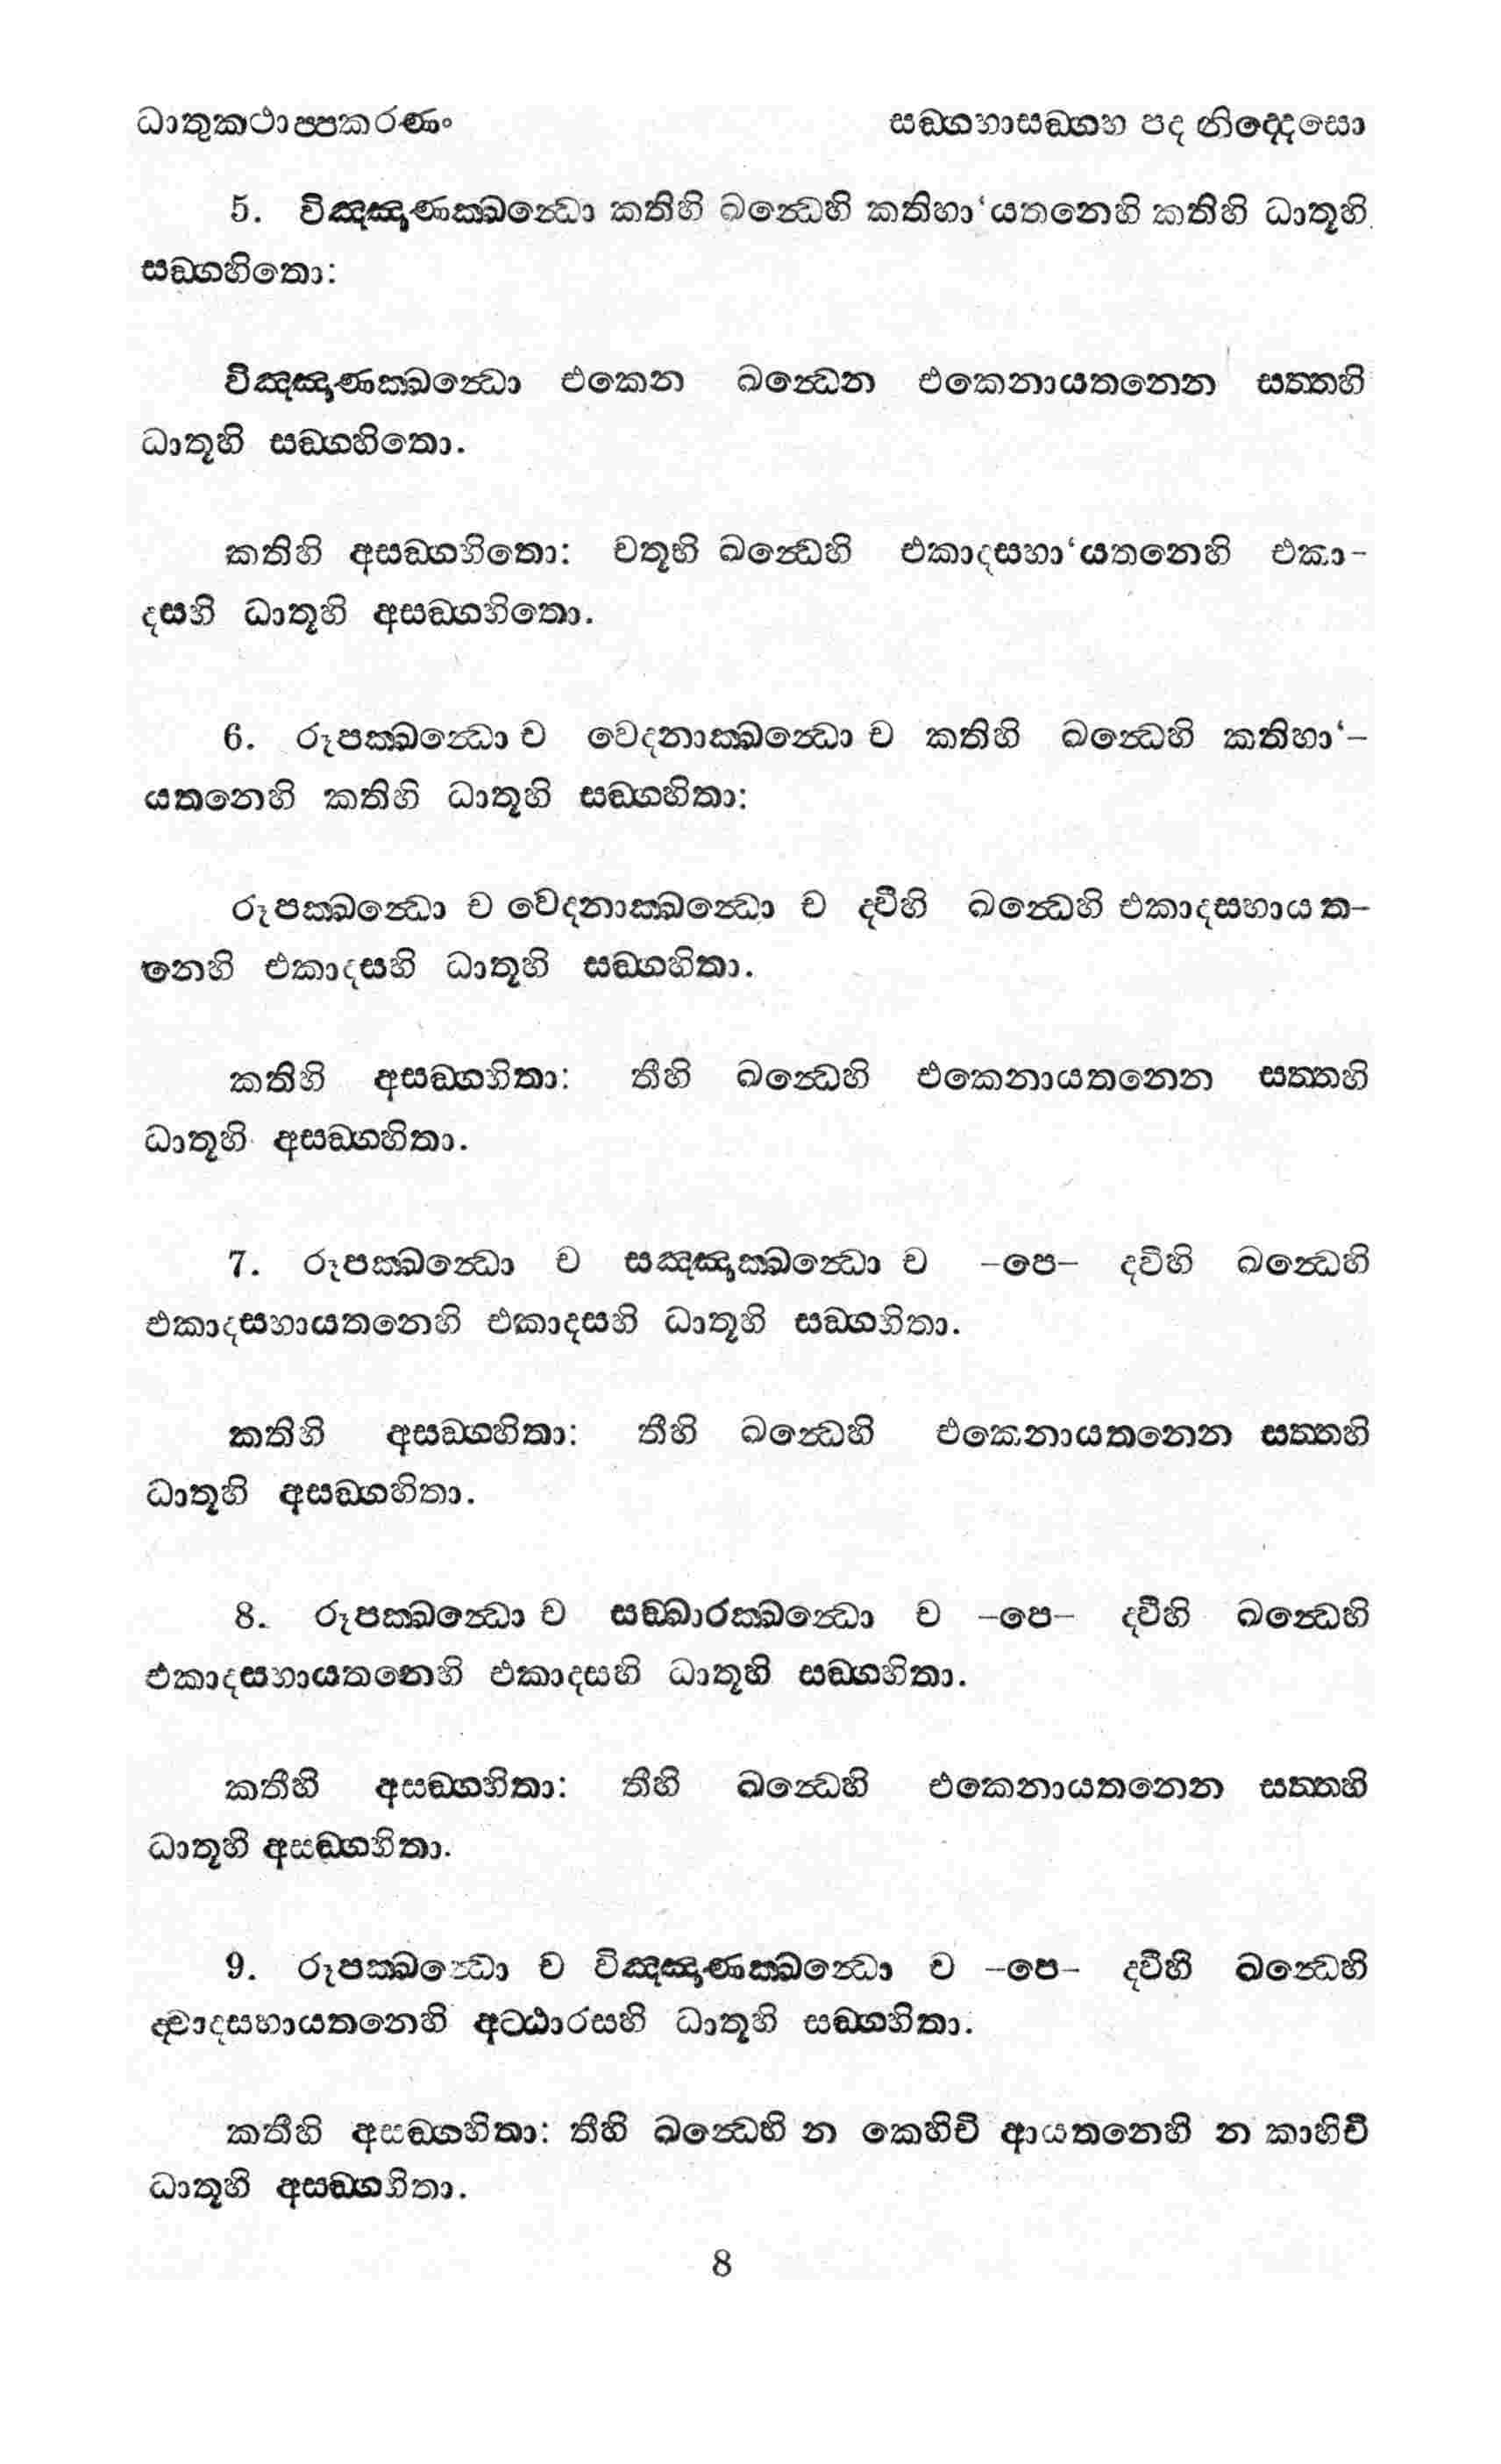 ධාතුකථාප්පකරණං සඞ්ගහාසඞ්ගහ පද නිද්දෙසො
5. විඤ්ඤාණක්ඛන්ධො කතිහි ඛන්ධෙහි කතිහා‘යතනෙහි කතිහි ධාතූහි
සඞ්ගහිතො:
විඤ්ඤාණක්ඛන්ධො එකෙන ඛන්ධෙන එකෙනායතනෙන සත්තහි
ධාතූහි සඞ්ගහිතො.
කතිහි අසඞ්ගහිතො: චතූභි ඛන්ධෙහි එකාදසහා‘යතනෙහි එකා-
දසහි ධාතූහි අසඞ්ගහිතො.
6. රූපක්ඛන්ධො ච වෙදනාක්ඛන්ධො ච කතිහි ඛන්ධෙහි කතිහා‘–
යතනෙහි කතිහි ධාතූහි සඞ්ගහිතා:
රූපක්ඛන්ධො ච වෙදනාක්ඛන්ධො ච ද්වීහි ඛන්ධෙහි එකාදසහායත–
නෙහි එකාදසහි ධාතූහි සඞ්ගහිතා.
කතිහි අසඞ්ගහිතා: තීහි ඛන්ධෙහි එකෙනායතනෙන සත්තහි
ධාතූහි අසඞ්ගහිතා.
7. රූපක්ඛන්ධො ච සඤ්ඤාක්ඛන්ධො ච –පෙ– ද්විහි ඛන්ධෙහි
එකාදසහායතනෙහි එකාදසහි ධාතූහි සඞ්ගහිතා.
කතිහි අසඞ්ගහිතා: තීහි ඛන්ධෙහි එකෙනායතනෙන සත්තහි
ධාතූහි අසඞ්ගහිතා.
8. රූපක්ඛන්ධො ච සඞ්ඛාරක්ඛන්ධො ච –පෙ– ද්වීහි ඛන්ධෙහි
එකාදසහායතනෙහි එකාදසහි ධාතූහි සඞ්ගහිතා.
කතීහි අසඞ්ගහිතා: තීහි ඛන්ධෙහි එකෙනායතනෙන සත්තහි
ධාතූහි අසඞ්ගහිතා.
9. රූපක්ඛන්ධො ච විඤ්ඤාණක්ඛන්ධො ච –පෙ– ද්වීහි ඛන්ධෙහි
ද්වාදසහායතනෙහි අට්ඨාරසහි ධාතූහි සඞ්ගහිතා.
කතීහි අසඞ්ගහිතා: තීහි ඛන්ධෙහි න කෙහිචි ආයතනෙහි න කාහිචි
ධාතූහි අසඞ්ගහිතා.
8